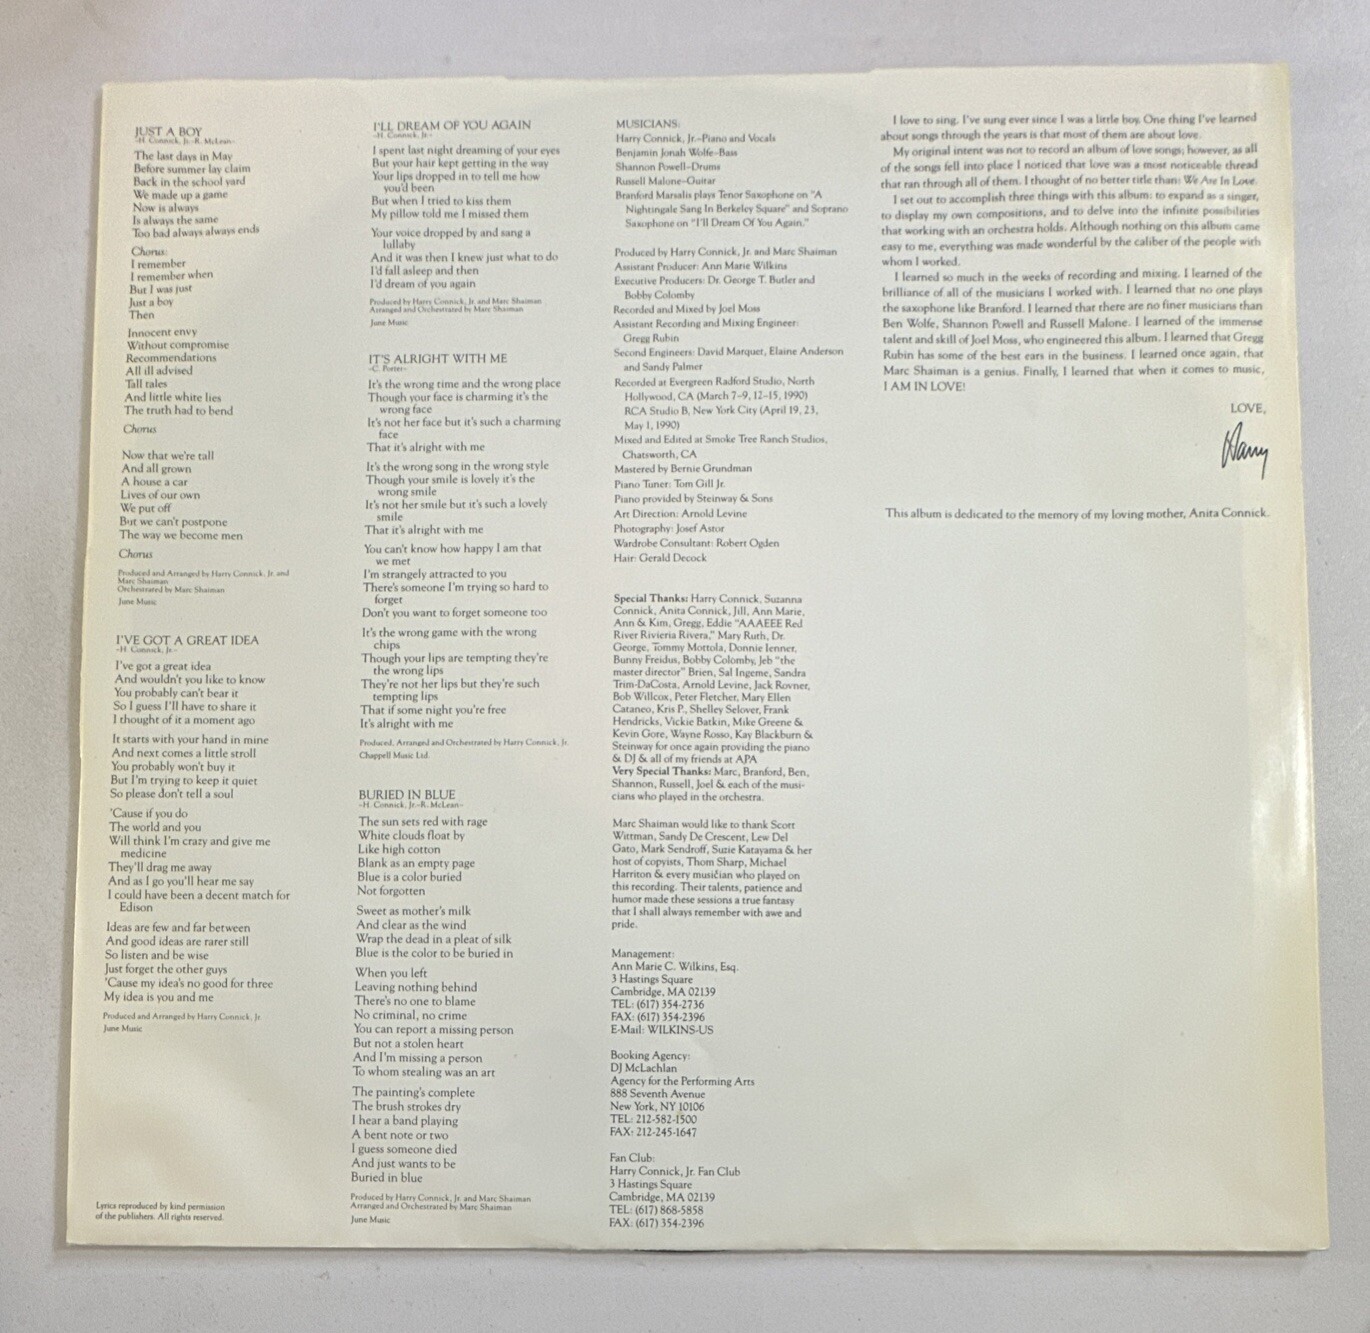 JUST A BOY
-H. Connick, Jr.-R. McLean-
The last days in May
Before summer lay claim
Back in the school yard
We made up a game
Now is always
Is always the same
Too bad always always ends
Chorus:
I remember
I remember when
But I was just
Just a boy
Then
Innocent envy
Without compromise
Recommendations
All ill advised
Tall tales
And little white lies
The truth had to bend
Chorus
Now that we're tall
And all grown
A house a car
Lives of our own
We put off
But we can't postpone
The way we become men
Chorus
Produced and Arranged by Harry Connick, Jr. and
Marc Shaiman
Orchestrated by Marc Shaiman
June Music
I'VE GOT A GREAT IDEA
-H. Connick, Jr.-
I've got a great idea
And wouldn't you like to know
You probably can't bear it
So I guess I'll have to share it
I thought of it a moment ago
It starts with your hand in mine
And next comes a little stroll
You probably won't buy it
But I'm trying to keep it quiet
So please don't tell a soul
'Cause if you do
The world and you
Will think I'm crazy and give me
medicine
They'll drag me away
And as I go you'll hear me say
I could have been a decent match for
Edison
Ideas are few and far between
And good ideas are rarer still
So listen and be wise
Just forget the other guys
'Cause my idea's no good for three
My idea is you and me
Produced and Arranged by Harry Connick, Jr.
June Music
Lyrics reproduced by kind permission
of the publishers. All rights reserved.
I'LL DREAM OF YOU AGAIN
-H. Connick, Jr.-
I spent last night dreaming of your eyes
But your hair kept getting in the way
Your lips dropped in to tell me how
you'd been
But when I tried to kiss them
My pillow told me I missed them
Your voice dropped by and sang a
lullaby
And it was then I knew just what to do
I'd fall asleep and then
I'd dream of you again
Produced by Harry Connick, Jr. and Marc Shaiman
Arranged and Orchestrated by Marc Shaiman
June Music
IT'S ALRIGHT WITH ME
-C. Porter-
It's the wrong time and the wrong place
Though your face is charming it's the
wrong face
It's not her face but it's such a charming
face
That it's alright with me
It's the wrong song in the wrong style
Though your smile is lovely it's the
wrong smile
It's not her smile but it's such a lovely
smile
That it's alright with me
You can't know how happy I am that
we met
I'm strangely attracted to you
There's someone I'm trying so hard to
forget
Don't you want to forget someone too
It's the wrong game with the wrong
chips
Though your lips are tempting they're
the wrong lips
They're not her lips but they're such
tempting lips
That if some night you're free
It's alright with me
Produced, Arranged and Orchestrated by Harry Connick, Jr.
Chappell Music Ltd.
BURIED IN BLUE
-H. Connick, Jr.-R. McLean-
The sun sets red with rage
White clouds float by
Like high cotton
Blank as an empty page
Blue is a color buried
Not forgotten
Sweet as mother's milk
And clear as the wind
Wrap the dead in a pleat of silk
Blue is the color to be buried in
When you left
Leaving nothing behind
There's no one to blame
No criminal, no crime
You can report a missing person
But not a stolen heart
And I'm missing a person
To whom stealing was an art
The painting's complete
The brush strokes dry
I hear a band playing
A bent note or two
I guess someone died
And just wants to be
Buried in blue
Produced by Harry Connick, Jr. and Marc Shaiman
Arranged and Orchestrated by Marc Shaiman
June Music
MUSICIANS:
Harry Connick, Jr.-Piano and Vocals
Benjamin Jonah Wolfe-Bass
Shannon Powell-Drums
Russell Malone-Guitar
Branford Marsalis plays Tenor Saxophone on "A
Nightingale Sang In Berkeley Square" and Soprano
Saxophone on "I'll Dream Of You Again."
Produced by Harry Connick, Jr. and Marc Shaiman
Assistant Producer: Ann Marie Wilkins
Executive Producers: Dr. George T. Butler and
Bobby Colomby
Recorded and Mixed by Joel Moss
Assistant Recording and Mixing Engineer:
Gregg Rubin
Second Engineers: David Marquet, Elaine Anderson
and Sandy Palmer
Recorded at Evergreen Radford Studio, North
Hollywood, CA (March 7-9, 12-15, 1990)
RCA Studio B, New York City (April 19, 23,
May 1, 1990)
Mixed and Edited at Smoke Tree Ranch Studios,
Chatsworth, CA
Mastered by Bernie Grundman
Piano Tuner: Tom Gill Jr.
Piano provided by Steinway & Sons
Art Direction: Arnold Levine
Photography: Josef Astor
Wardrobe Consultant: Robert Ogden
Hair: Gerald Decock
Special Thanks: Harry Connick, Suzanna
Connick, Anita Connick, Jill, Ann Marie,
Ann & Kim, Gregg, Eddie "AAAEEE Red
River Rivieria Rivera," Mary Ruth, Dr.
George, Tommy Mottola, Donnie Ienner,
Bunny Freidus, Bobby Colomby, Jeb "the
master director" Brien, Sal Ingeme, Sandra
Trim-DaCosta, Arnold Levine, Jack Rovner,
Bob Willcox, Peter Fletcher, Mary Ellen
Cataneo, Kris P., Shelley Selover, Frank
Hendricks, Vickie Batkin, Mike Greene &
Kevin Gore, Wayne Rosso, Kay Blackburn &
Steinway for once again providing the piano
& DJ & all of my friends at APA
Very Special Thanks: Marc, Branford, Ben,
Shannon, Russell, Joel & each of the musi-
cians who played in the orchestra.
Marc Shaiman would like to thank Scott
Wittman, Sandy De Crescent, Lew Del
Gato, Mark Sendroff, Suzie Katayama & her
host of copyists, Thom Sharp, Michael
Harriton & every musician who played on
this recording. Their talents, patience and
humor made these sessions a true fantasy
that I shall always remember with awe and
pride.
Management:
Ann Marie C. Wilkins, Esq.
3 Hastings Square
Cambridge, MA 02139
TEL: (617) 354-2736
FAX: (617) 354-2396
E-Mail: WILKINS-US
Booking Agency:
DJ McLachlan
Agency for the Performing Arts
888 Seventh Avenue
New York, NY 10106
TEL: 212-582-1500
FAX: 212-245-1647
Fan Club:
Harry Connick, Jr. Fan Club
3 Hastings Square
Cambridge, MA 02139
TEL: (617) 868-5858
FAX: (617) 354-2396
I love to sing. I've sung ever since I was a little boy. One thing I've learned
about songs through the years is that most of them are about love.
My original intent was not to record an album of love songs; however, as all
of the songs fell into place I noticed that love was a most noticeable thread
that ran through all of them. I thought of no better title than: We Are In Love.
I set out to accomplish three things with this album: to expand as a singer,
to display my own compositions, and to delve into the infinite possibilities
that working with an orchestra holds. Although nothing on this album came
easy to me, everything was made wonderful by the caliber of the people with
whom I worked.
I learned so much in the weeks of recording and mixing. I learned of the
brilliance of all of the musicians I worked with. I learned that no one plays
the saxophone like Branford. I learned that there are no finer musicians than
Ben Wolfe, Shannon Powell and Russell Malone. I learned of the immense
talent and skill of Joel Moss, who engineered this album. I learned that Gregg
Rubin has some of the best ears in the business. I learned once again, that
Marc Shaiman is a genius. Finally, I learned that when it comes to music,
I AM IN LOVE!
LOVE,
Harry
This album is dedicated to the memory of my loving mother, Anita Connick.